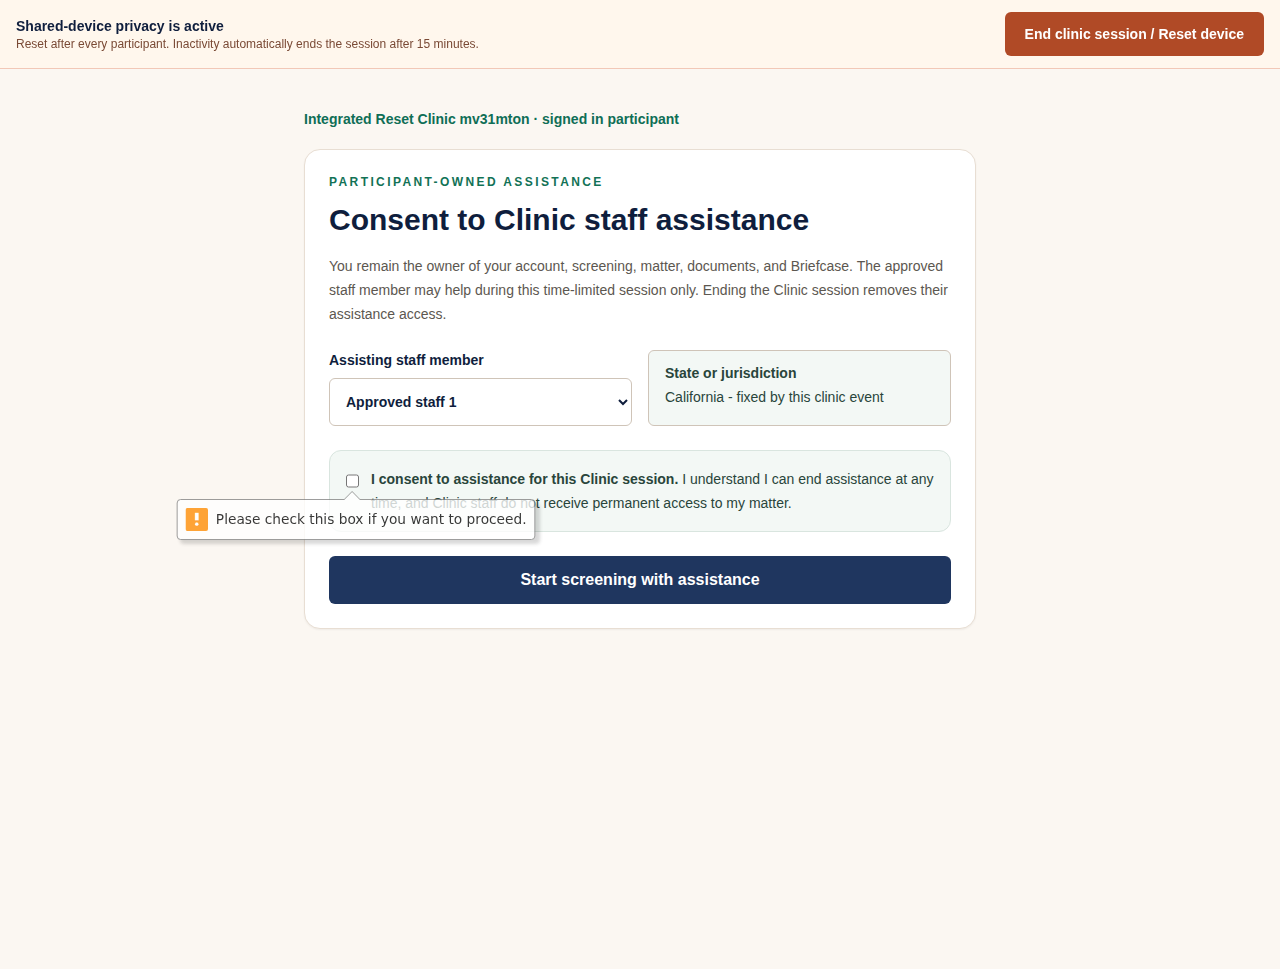 Shared-device privacy is active
Reset after every participant. Inactivity automatically ends the session after 15 minutes.
End clinic session / Reset device
Integrated Reset Clinic mv31mton · signed in participant
PARTICIPANT-OWNED ASSISTANCE
Consent to Clinic staff assistance
You remain the owner of your account, screening, matter, documents, and Briefcase. The approved
staff member may help during this time-limited session only. Ending the Clinic session removes their
assistance access.
Assisting staff member
Approved staff 1
State or jurisdiction
California - fixed by this clinic event
I consent to assistance for this Clinic session. I understand I can end assistance at any
time, and Clinic staff do not receive permanent access to my matter.
Please check this box if you want to proceed.
Start screening with assistance